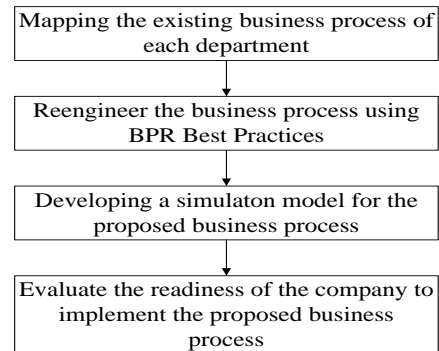 Mapping the existing business process of
each department
Reengineer the business process using
BPR Best Practices
Developing a simulaton model for the
proposed business process
Evaluate the readiness of the company to
implement the proposed business
process